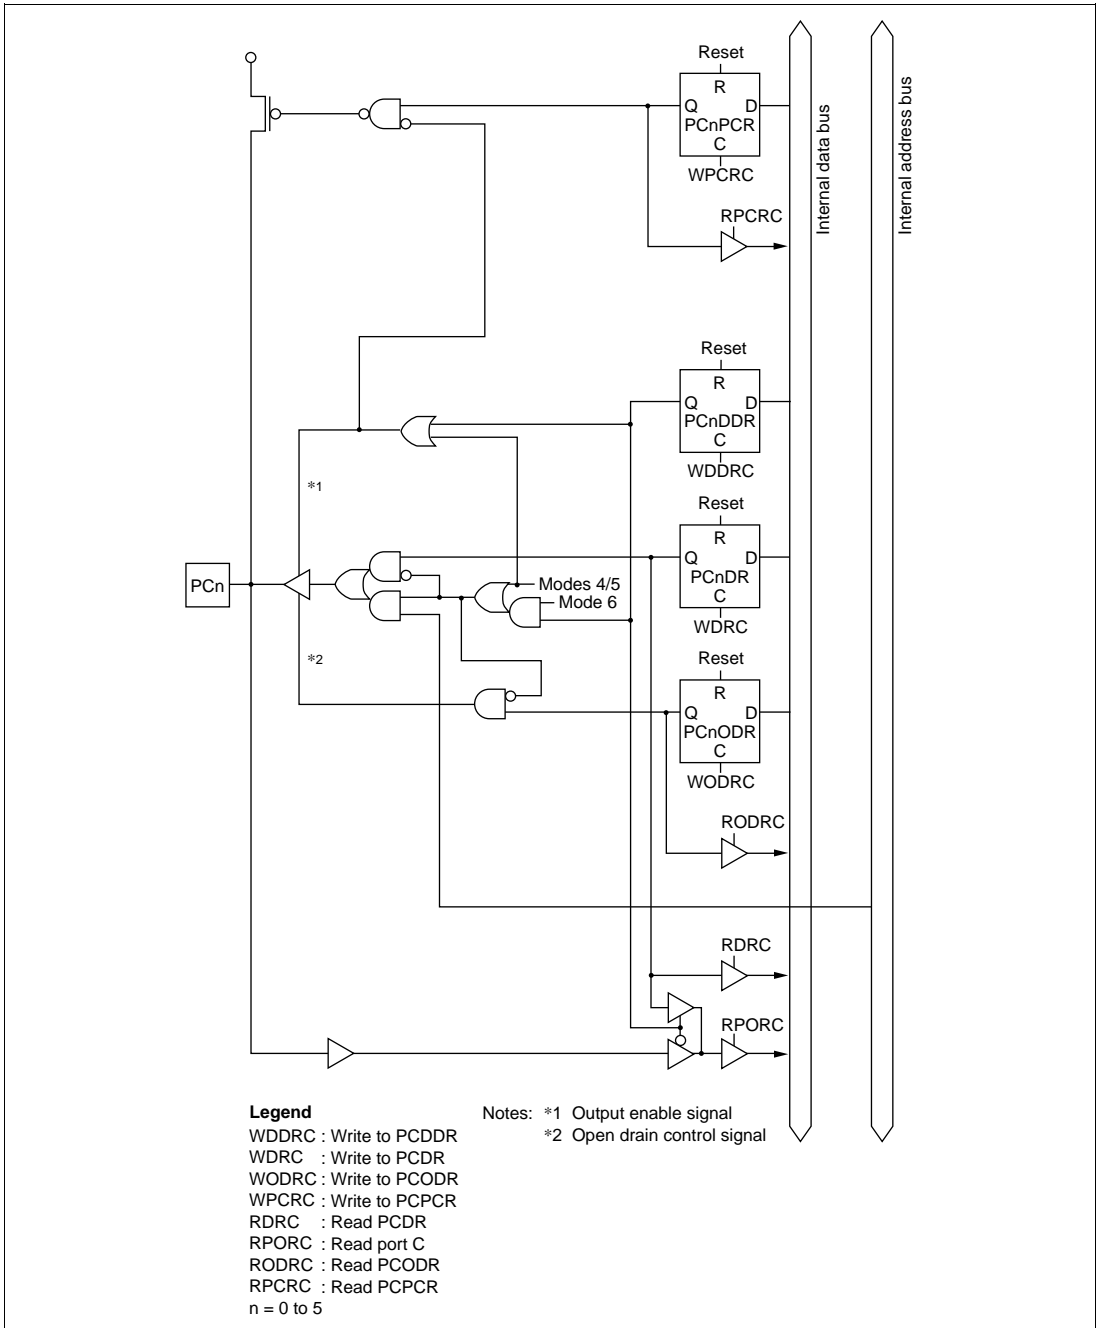 Reset
R
Q D
PCnPCR
C
WPCRC
RPCRC
Internal data bus
Internal address bus
Reset
R
Q D
PCnDDR
C
WDDRC
*1
Reset
R
Q D
PCnDR
C
WDRC
PCn
Modes 4/5
Mode 6
*2
Reset
R
Q D
PCnODR
C
WODRC
RODRC
RDRC
RPORC
Legend
WDDRC : Write to PCDDR
WDRC : Write to PCDR
WODRC : Write to PCODR
WPCRC : Write to PCPCR
RDRC : Read PCDR
RPORC : Read port C
RODRC : Read PCODR
RPCRC : Read PCPCR
n = 0 to 5
Notes: *1 Output enable signal
*2 Open drain control signal